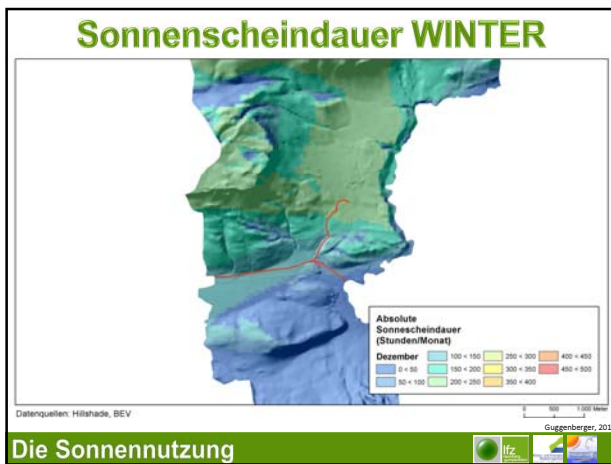 Sonnenscheindauer WINTER
Absolute
Sonnescheindauer
(Stunden/Monat)
Dezember
0 < 50
50 < 100
100 < 150
150 < 200
200 < 250
250 < 300
300 < 350
350 < 400
400 < 450
450 < 500
Datenquellen: Hillshade, BEV
0 500 1.000 Meter
Guggenberger, 201
Die Sonnennutzung
lfz